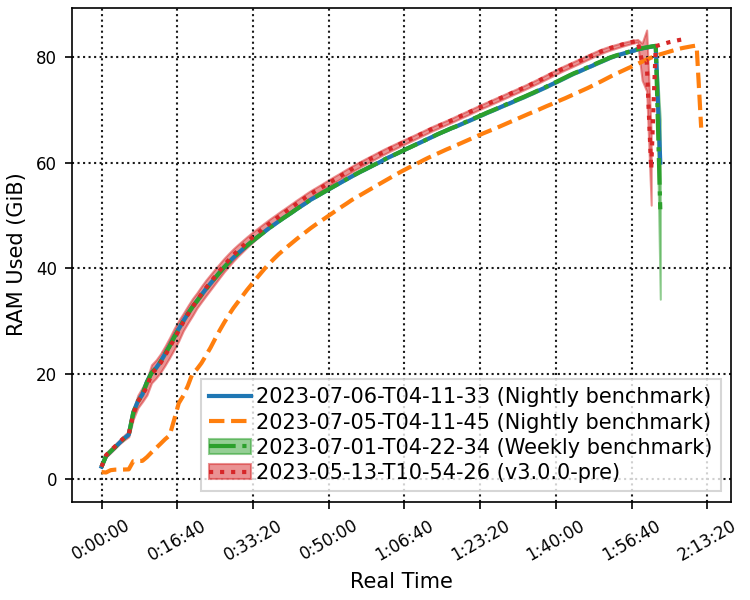 80
60
40
20
0
RAM Used (GiB)
2023-07-06-T04-11-33 (Nightly benchmark)
2023-07-05-T04-11-45 (Nightly benchmark)
2023-07-01-T04-22-34 (Weekly benchmark)
2023-05-13-T10-54-26 (v3.0.0-pre)
0:00:00
0:16:40
0:33:20
0:50:00
1:06:40
1:23:20
1:40:00
1:56:40
2:13:20
Real Time